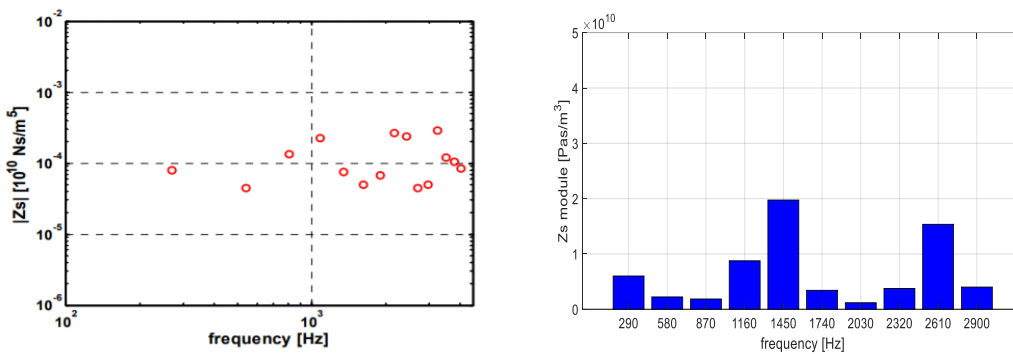 10^-2
10^-3
10^-4
10^-5
10^-6
|Zs| [10^10 Ns/m^5]
10^2
10^3
frequency [Hz]
×10^10
5
4
3
2
1
0
Zs module [Pas/m^3]
290 580 870 1160 1450 1740 2030 2320 2610 2900
frequency [Hz]